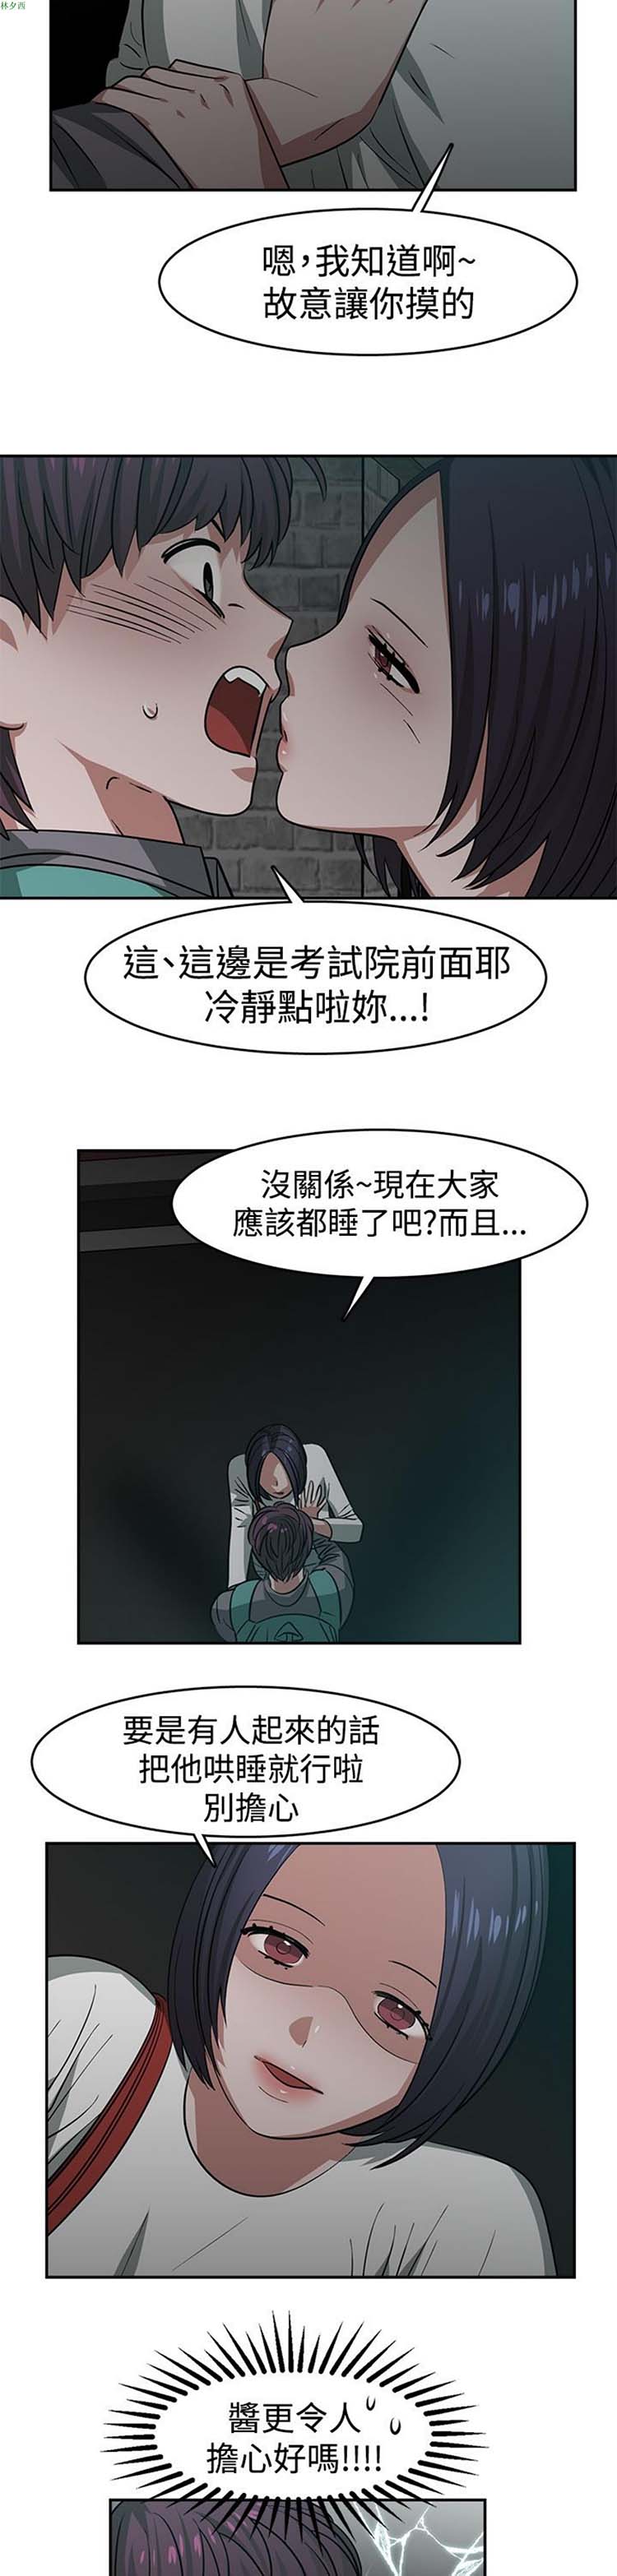 林夕西
嗯，我知道啊~
故意讓你摸的
這、這邊是考試院前面耶
冷靜點啦妳...!
沒關係~現在大家
應該都睡了吧?而且...
要是有人起來的話
把他哄睡就行啦
別擔心
醬更令人
擔心好嗎!!!!